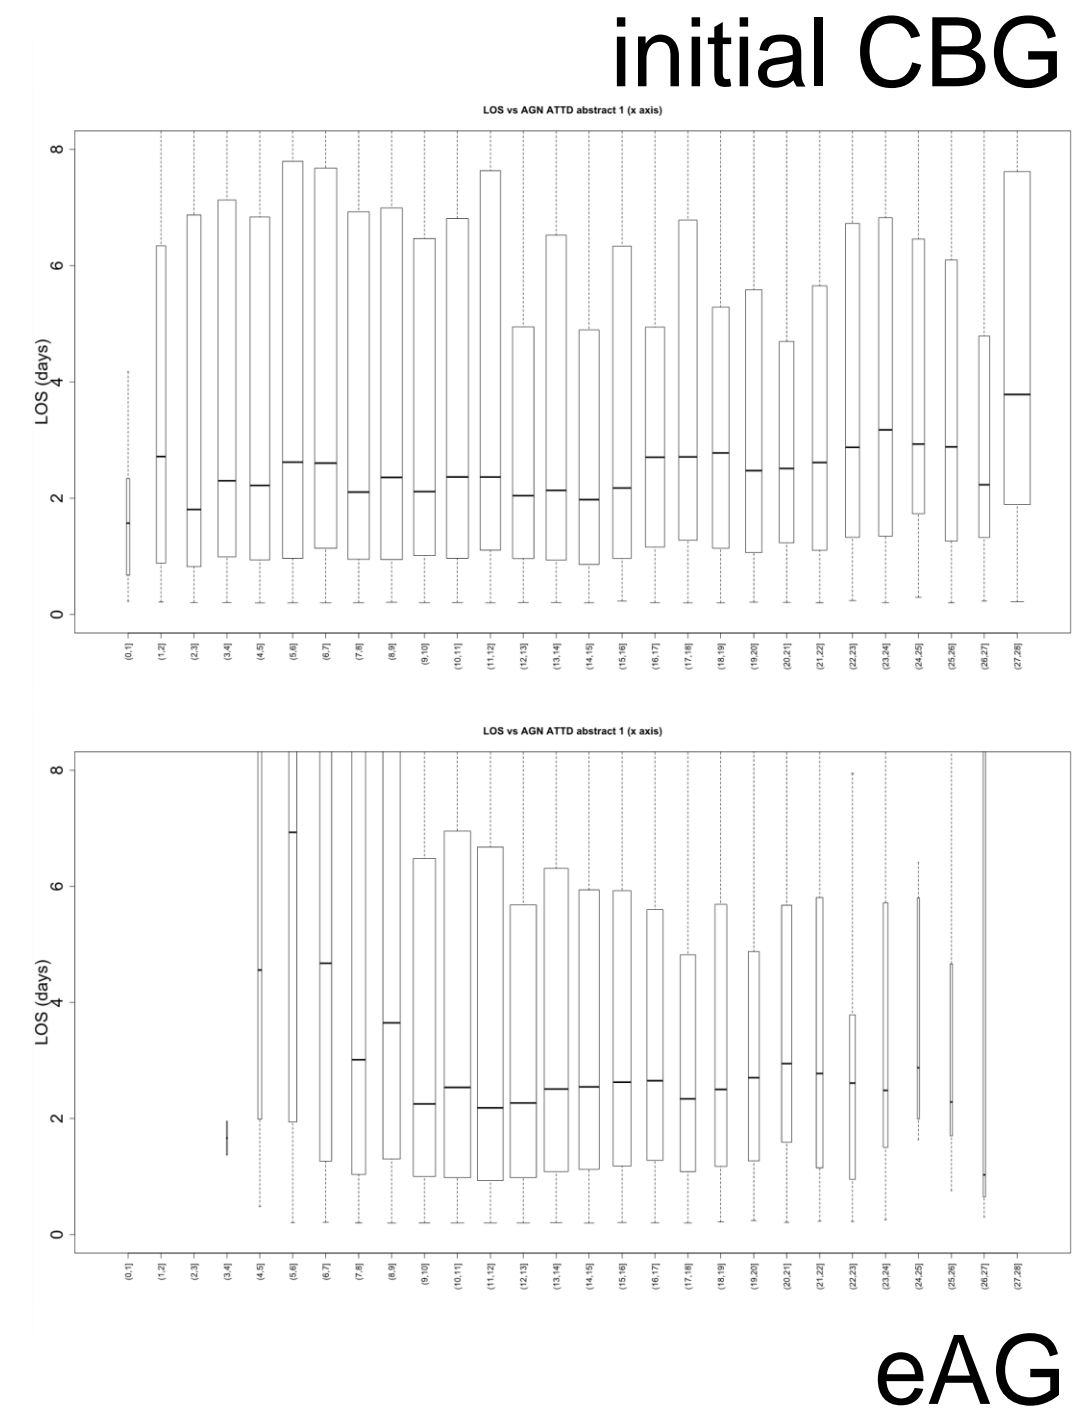 initial CBG
LOS vs AGN ATTD abstract 1 (x axis)
LOS (days)
8
6
4
2
0
(0,1] (1,2] (2,3] (3,4] (4,5] (5,6] (6,7] (7,8] (8,9] (9,10] (10,11] (11,12] (12,13] (13,14] (14,15] (15,16] (16,17] (17,18] (18,19] (19,20] (20,21] (21,22] (22,23] (23,24] (24,25] (25,26] (26,27] (27,28]
LOS vs AGN ATTD abstract 1 (x axis)
LOS (days)
8
6
4
2
0
(0,1] (1,2] (2,3] (3,4] (4,5] (5,6] (6,7] (7,8] (8,9] (9,10] (10,11] (11,12] (12,13] (13,14] (14,15] (15,16] (16,17] (17,18] (18,19] (19,20] (20,21] (21,22] (22,23] (23,24] (24,25] (25,26] (26,27] (27,28]
eAG